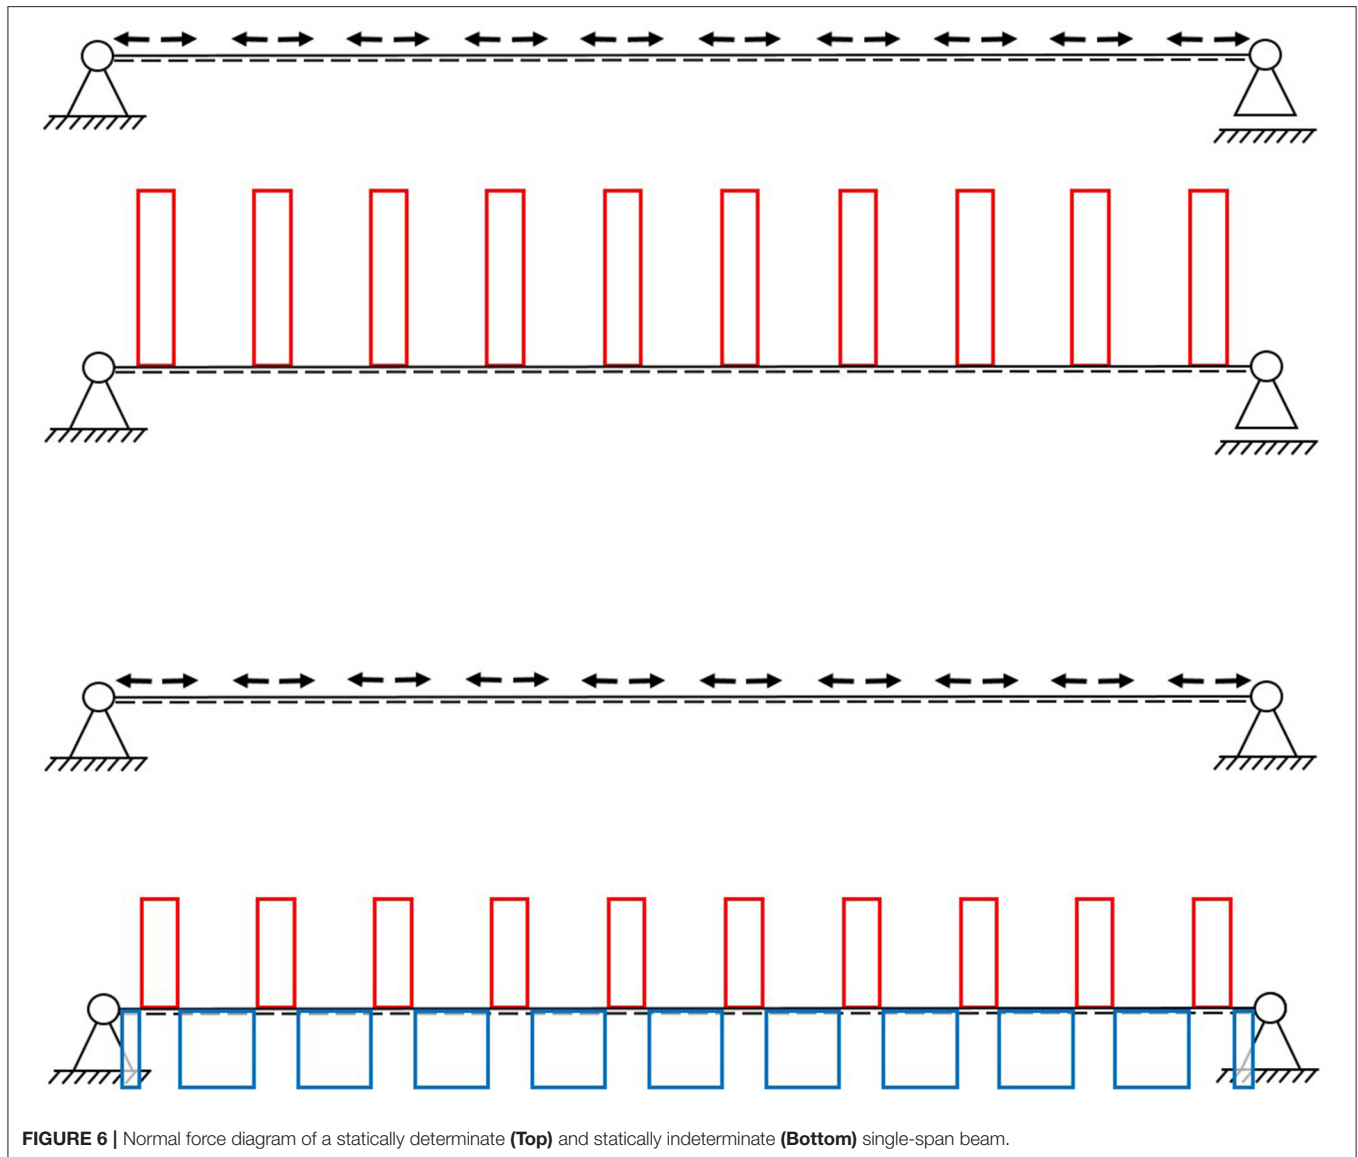 FIGURE 6 | Normal force diagram of a statically determinate (Top) and statically indeterminate (Bottom) single-span beam.